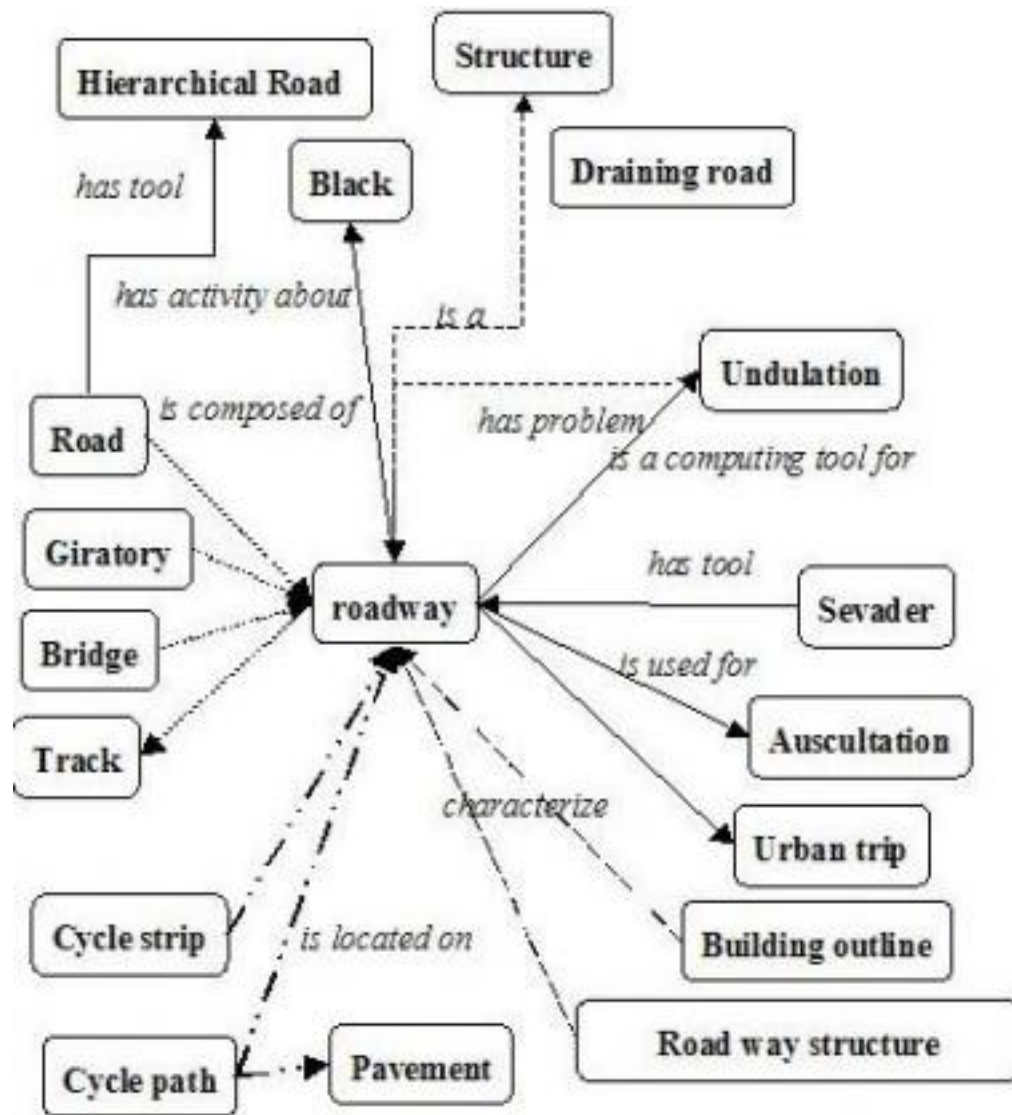 Structure
Hierarchical Road
Draining road
has tool
Black
has activity about
is a
Undulation
is composed of
has problem
Road
is a computing tool for
Giratory
has tool
roadway
Sevader
Bridge
is used for
Auscultation
Track
characterize
Urban trip
Cycle strip
is located on
Building outline
Road way structure
Cycle path
Pavement